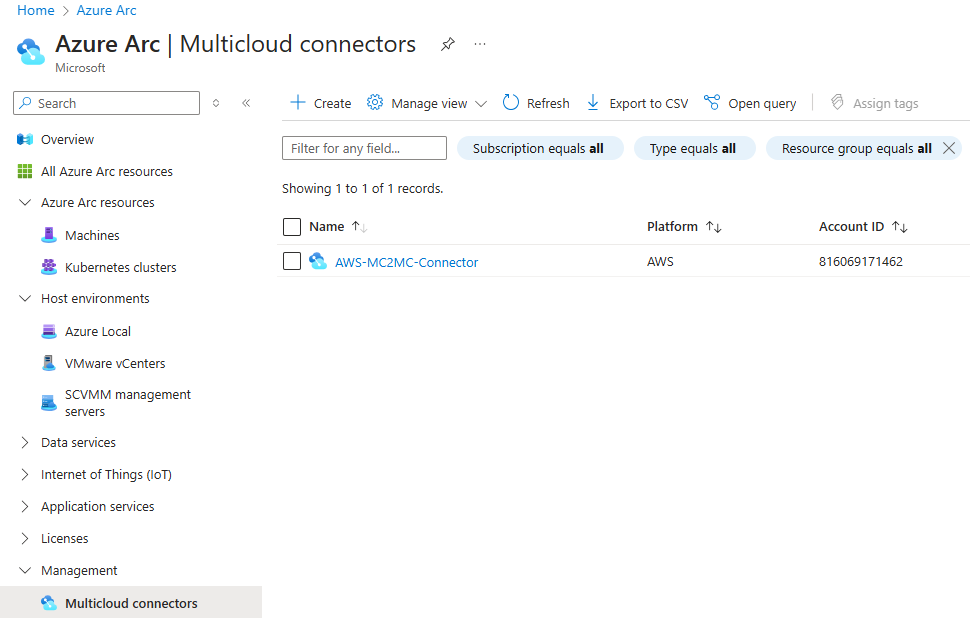 Home > Azure Arc
Azure Arc | Multicloud connectors
Microsoft
Search
Create Manage view Refresh Export to CSV Open query Assign tags
Overview
All Azure Arc resources
Azure Arc resources
Machines
Kubernetes clusters
Host environments
Azure Local
VMware vCenters
SCVMM management
servers
Data services
Internet of Things (IoT)
Application services
Licenses
Management
Multicloud connectors
Filter for any field...
Subscription equals all
Type equals all
Resource group equals all
Showing 1 to 1 of 1 records.
Name Platform Account ID
AWS-MC2MC-Connector AWS 816069171462